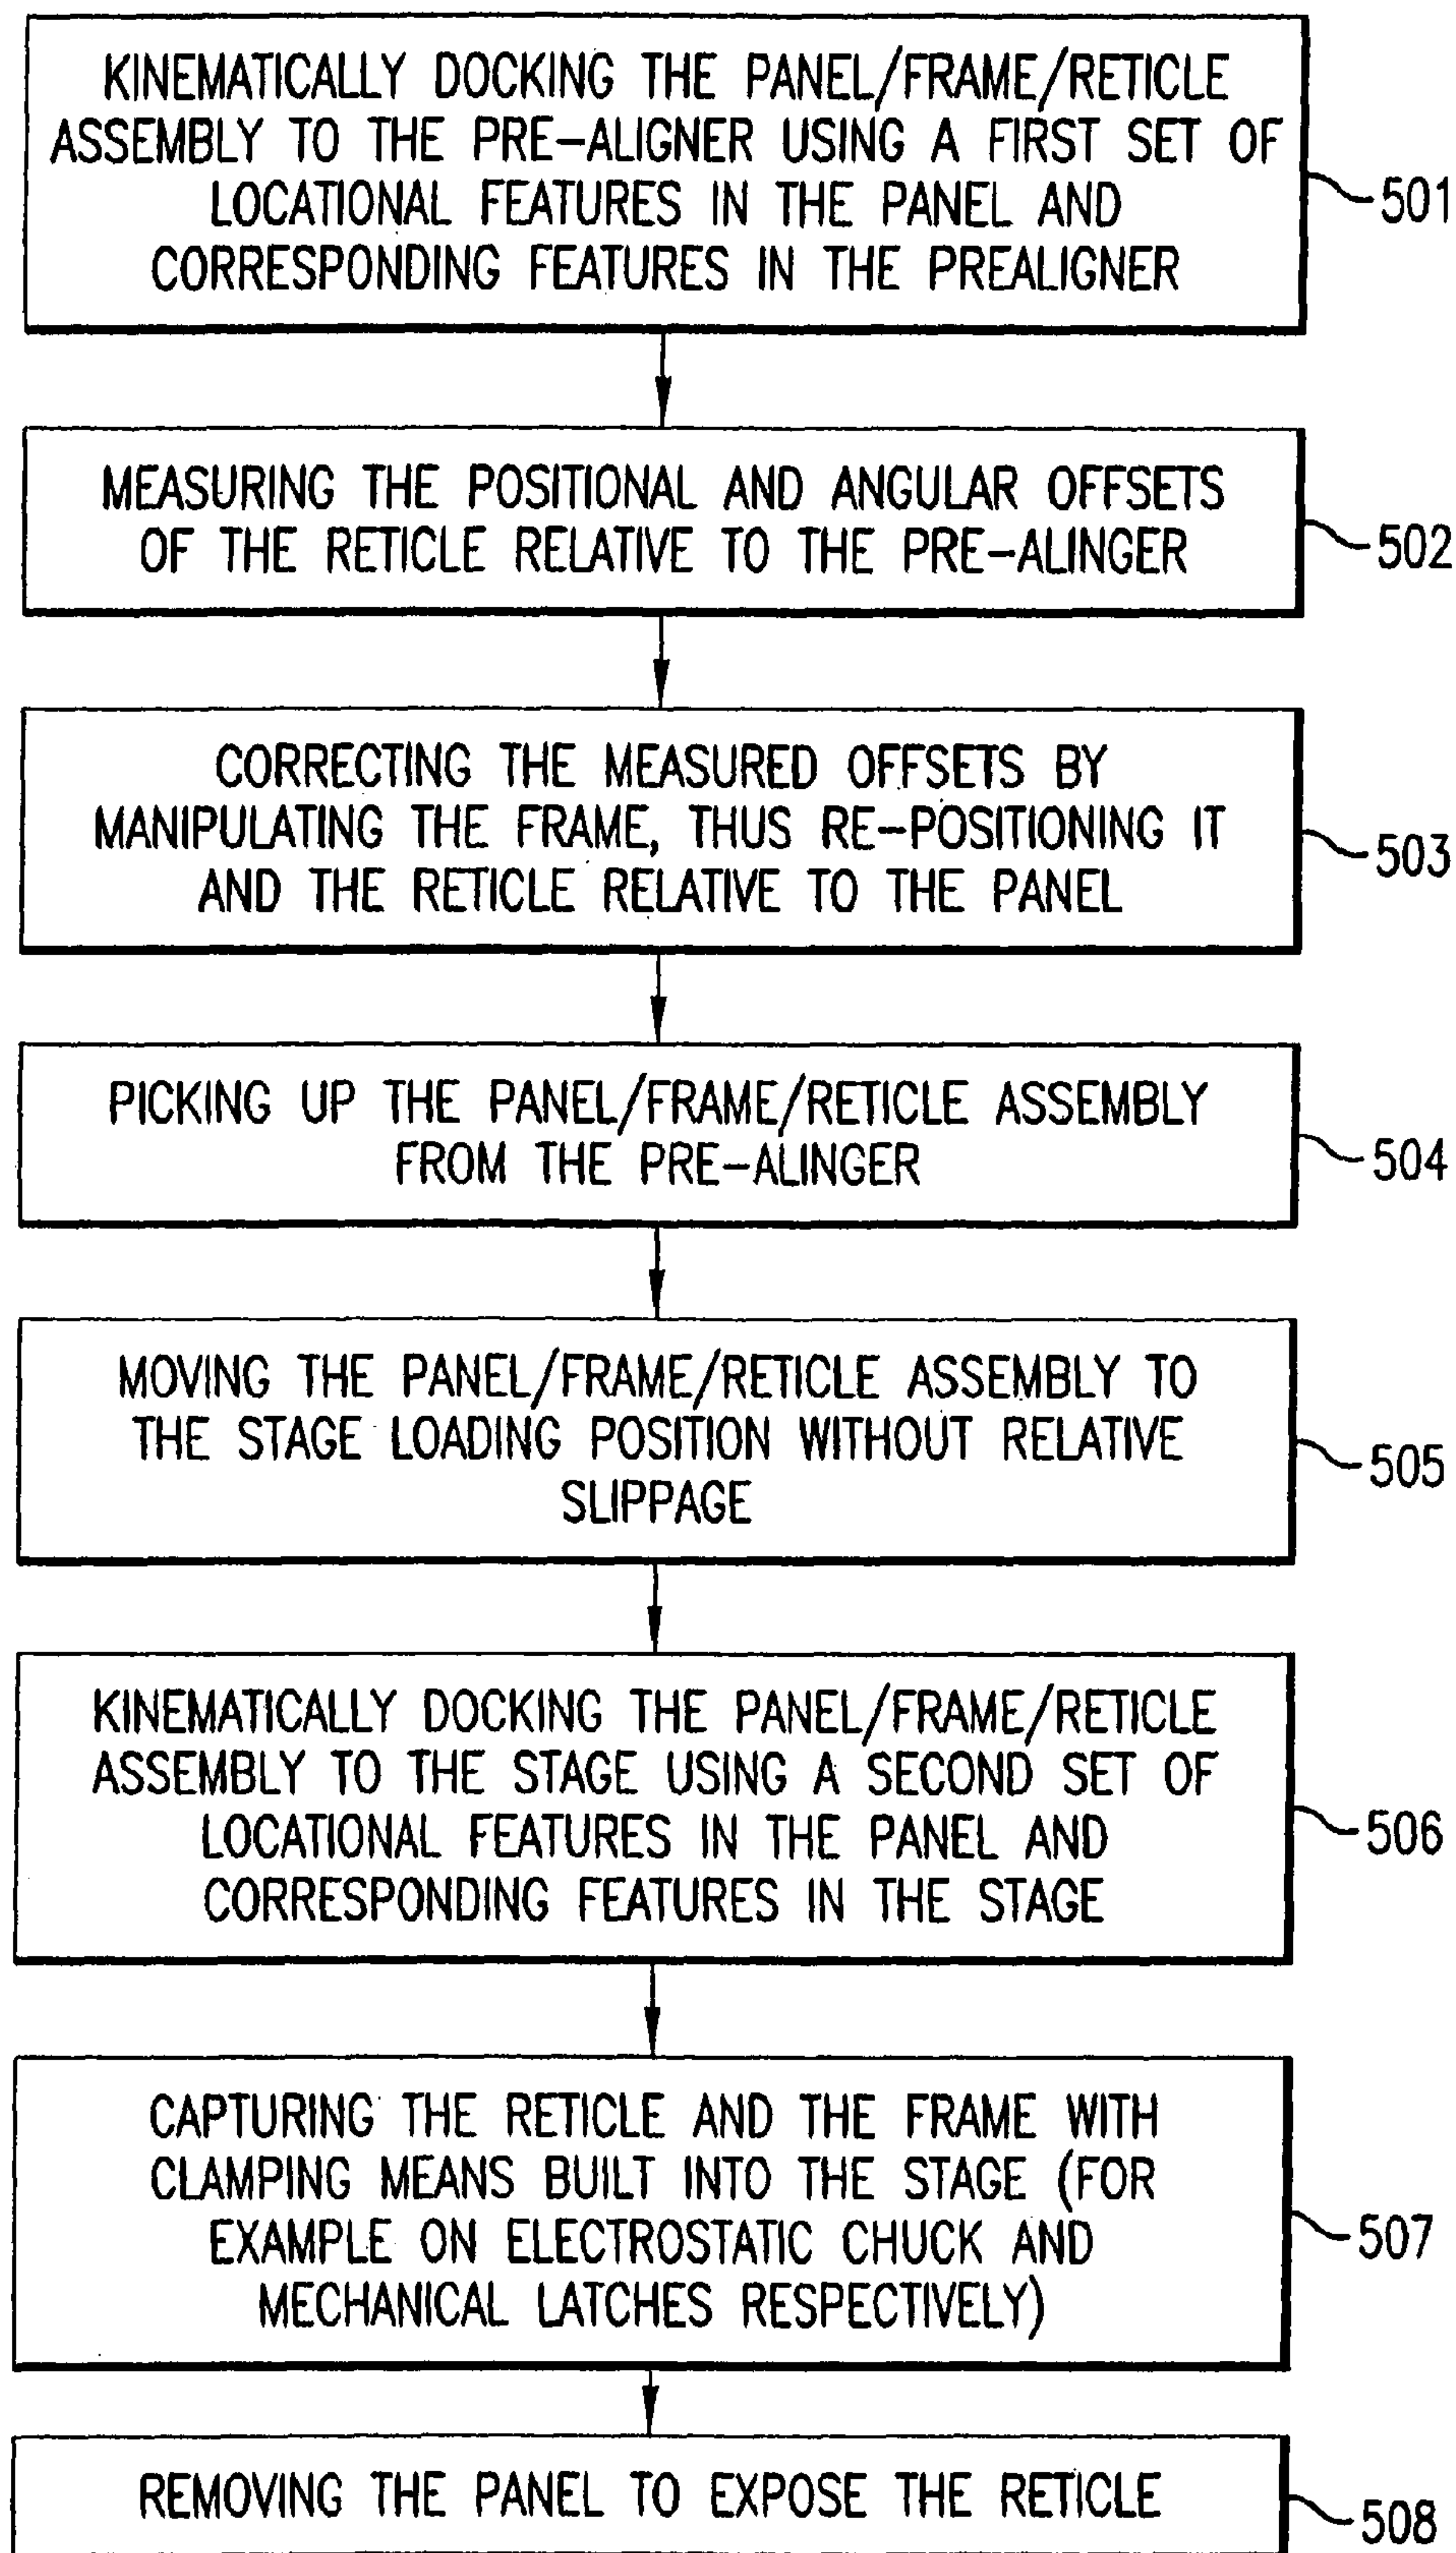 KINEMATICALLY DOCKING THE PANEL/FRAME/RETICLE
ASSEMBLY TO THE PRE-ALIGNER USING A FIRST SET OF
LOCATIONAL FEATURES IN THE PANEL AND
CORRESPONDING FEATURES IN THE PREALIGNER
501
MEASURING THE POSITIONAL AND ANGULAR OFFSETS
OF THE RETICLE RELATIVE TO THE PRE-ALINGER
502
CORRECTING THE MEASURED OFFSETS BY
MANIPULATING THE FRAME, THUS RE-POSITIONING IT
AND THE RETICLE RELATIVE TO THE PANEL
503
PICKING UP THE PANEL/FRAME/RETICLE ASSEMBLY
FROM THE PRE-ALINGER
504
MOVING THE PANEL/FRAME/RETICLE ASSEMBLY TO
THE STAGE LOADING POSITION WITHOUT RELATIVE
SLIPPAGE
505
KINEMATICALLY DOCKING THE PANEL/FRAME/RETICLE
ASSEMBLY TO THE STAGE USING A SECOND SET OF
LOCATIONAL FEATURES IN THE PANEL AND
CORRESPONDING FEATURES IN THE STAGE
506
CAPTURING THE RETICLE AND THE FRAME WITH
CLAMPING MEANS BUILT INTO THE STAGE (FOR
EXAMPLE ON ELECTROSTATIC CHUCK AND
MECHANICAL LATCHES RESPECTIVELY)
507
REMOVING THE PANEL TO EXPOSE THE RETICLE
508